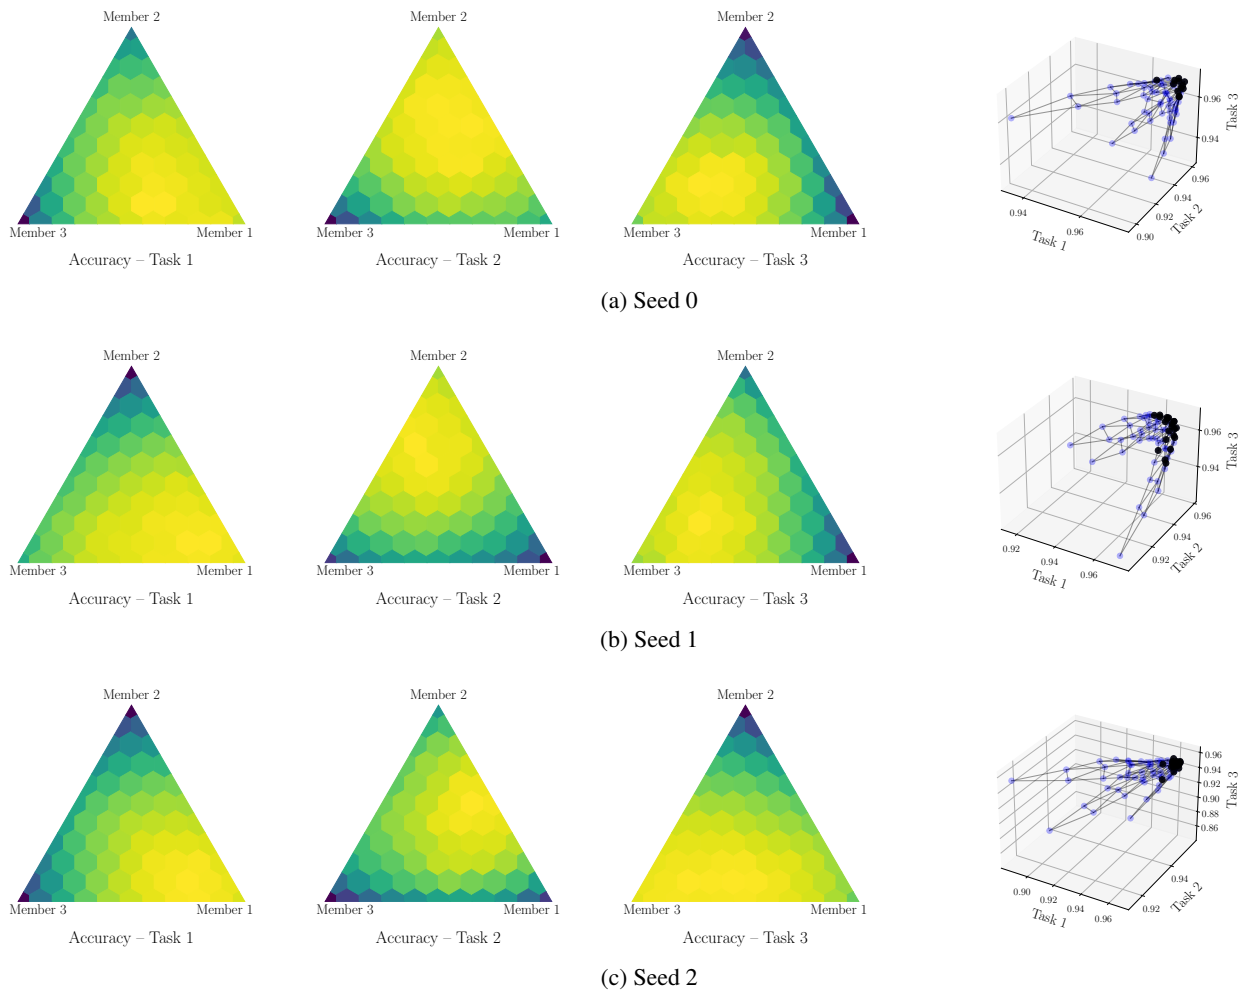 Member 2
Member 3
Member 1
Accuracy – Task 1
Member 2
Member 3
Member 1
Accuracy – Task 2
Member 2
Member 3
Member 1
Accuracy – Task 3
0.94
0.96
Task 1
0.90
0.92
0.94
0.96
Task 2
0.94
0.96
Task 3
(a) Seed 0
Member 2
Member 3
Member 1
Accuracy – Task 1
Member 2
Member 3
Member 1
Accuracy – Task 2
Member 2
Member 3
Member 1
Accuracy – Task 3
0.92
0.94
0.96
Task 1
0.92
0.94
0.96
Task 2
0.94
0.96
Task 3
(b) Seed 1
Member 2
Member 3
Member 1
Accuracy – Task 1
Member 2
Member 3
Member 1
Accuracy – Task 2
Member 2
Member 3
Member 1
Accuracy – Task 3
0.90
0.92
0.94
0.96
Task 1
0.92
0.94
Task 2
0.86
0.88
0.90
0.92
0.94
0.96
Task 3
(c) Seed 2